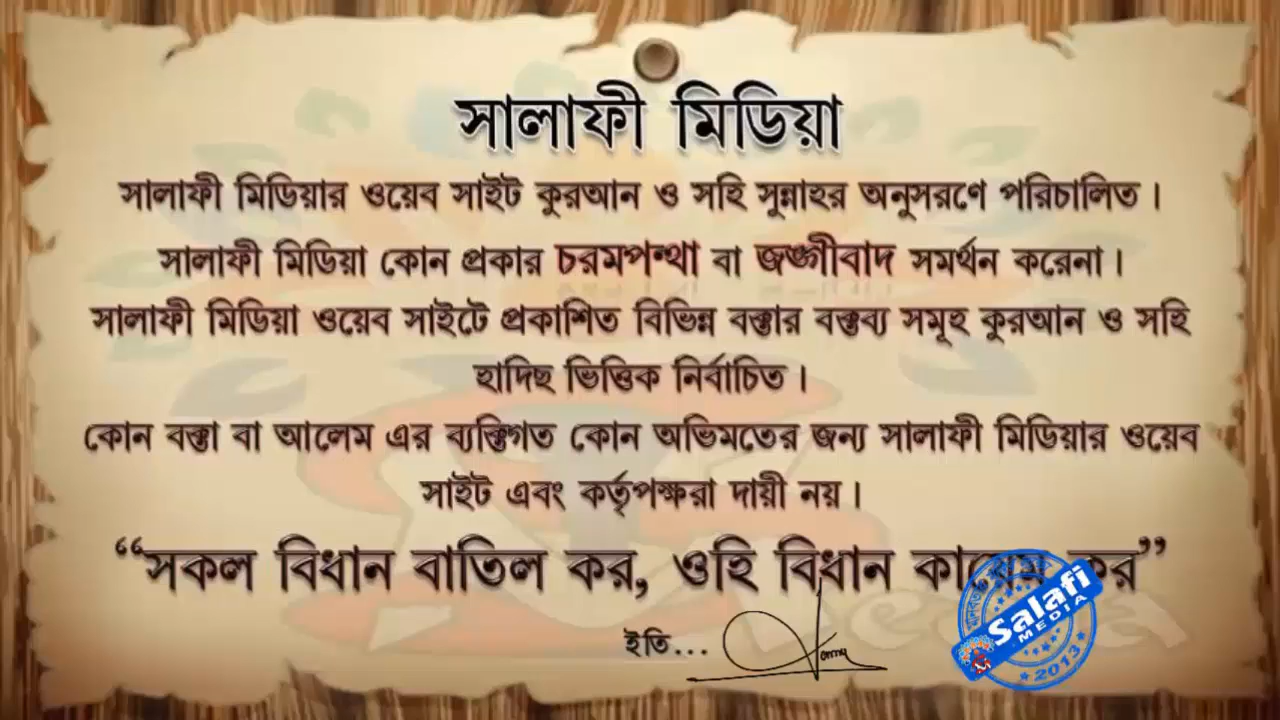 সালাফী মিডিয়া
সালাফী মিডিয়ার ওয়েব সাইট কুরআন ও সহি সুন্নাহর অনুসরণে পরিচালিত।
সালাফী মিডিয়া কোন প্রকার চরমপন্থা বা জঙ্গীবাদ সমর্থন করেনা।
সালাফী মিডিয়া ওয়েব সাইটে প্রকাশিত বিভিন্ন বক্তার বক্তব্য সমূহ কুরআন ও সহি
হাদিছ ভিত্তিক নির্বাচিত।
কোন বক্তা বা আলেম এর ব্যক্তিগত কোন অভিমতের জন্য সালাফী মিডিয়ার ওয়েব
সাইট এবং কর্তৃপক্ষরা দায়ী নয়।
“সকল বিধান বাতিল কর, ওহি বিধান কায়েম কর”
ইতি...
Salafi
MEDIA
2013